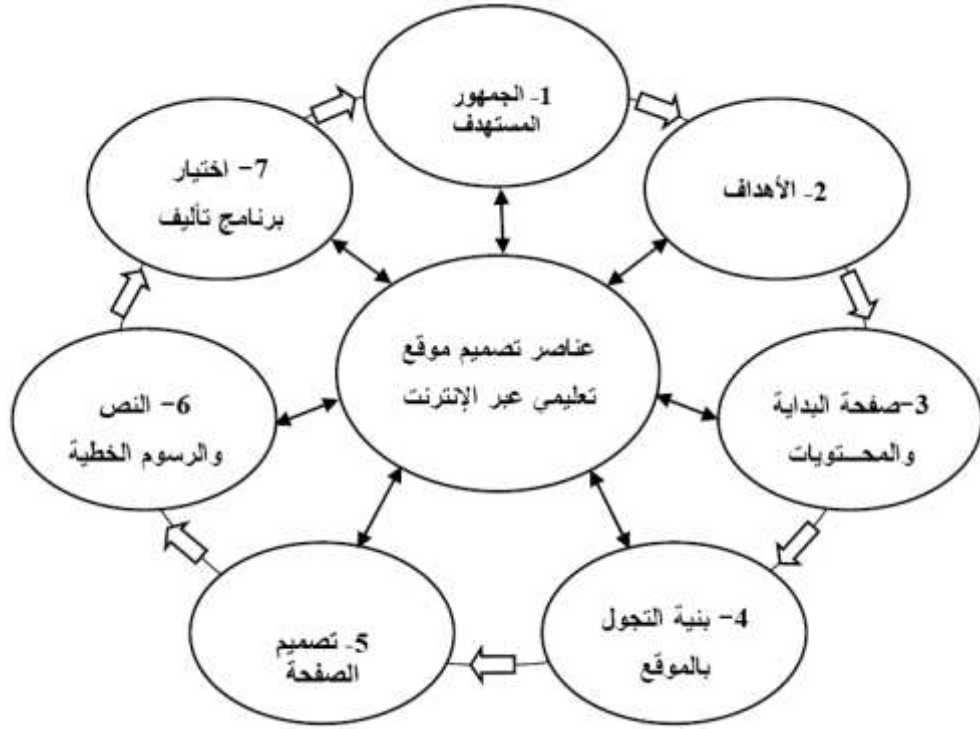 1- الجمهور
المستهدف
2- الأهداف
3- صفحة البداية
والمحـتويات
4- بنية التجول
بالموقع
5- تصميم
الصفحة
6- النص
والرسوم الخطية
7- اختيار
برنامج تأليف
عناصر تصميم موقع
تعليمي عبر الإنترنت